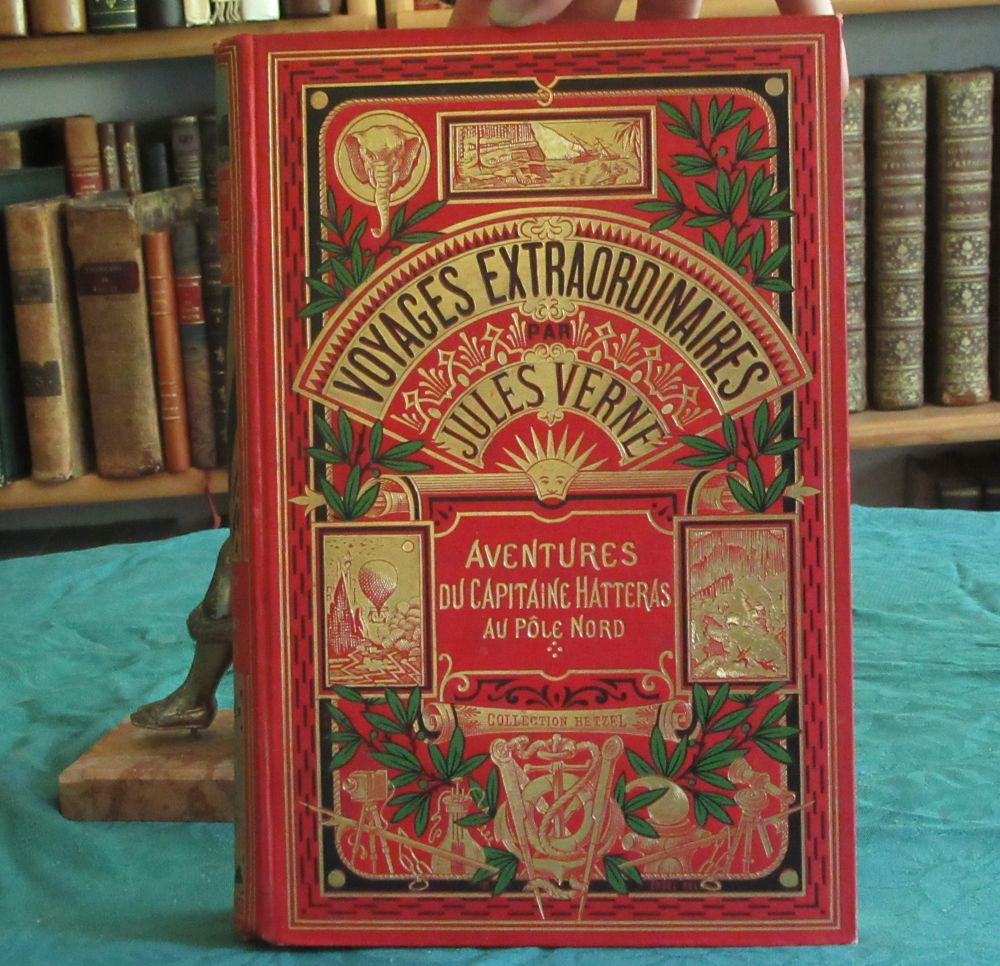 VOYAGES EXTRAORDINAIRES
PAR
JULES VERNE
AVENTURES
DU CAPITAINE HATTERAS
AU PÔLE NORD
COLLECTION HETZEL